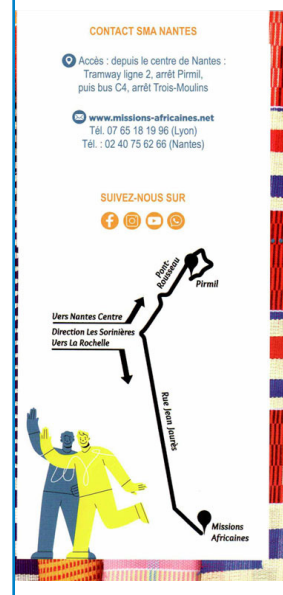 CONTACT SMA NANTES
Accès : depuis le centre de Nantes :
Tramway ligne 2, arrêt Pirmil,
puis bus C4, arrêt Trois-Moulins
www.missions-africaines.net
Tél. 07 65 18 19 96 (Lyon)
Tél. : 02 40 75 62 66 (Nantes)
SUIVEZ-NOUS SUR
Pont-
Rousseau
Pirmil
Vers Nantes Centre
Direction Les Sorinières
Vers La Rochelle
Rue Jean Jaurès
Missions
Africaines